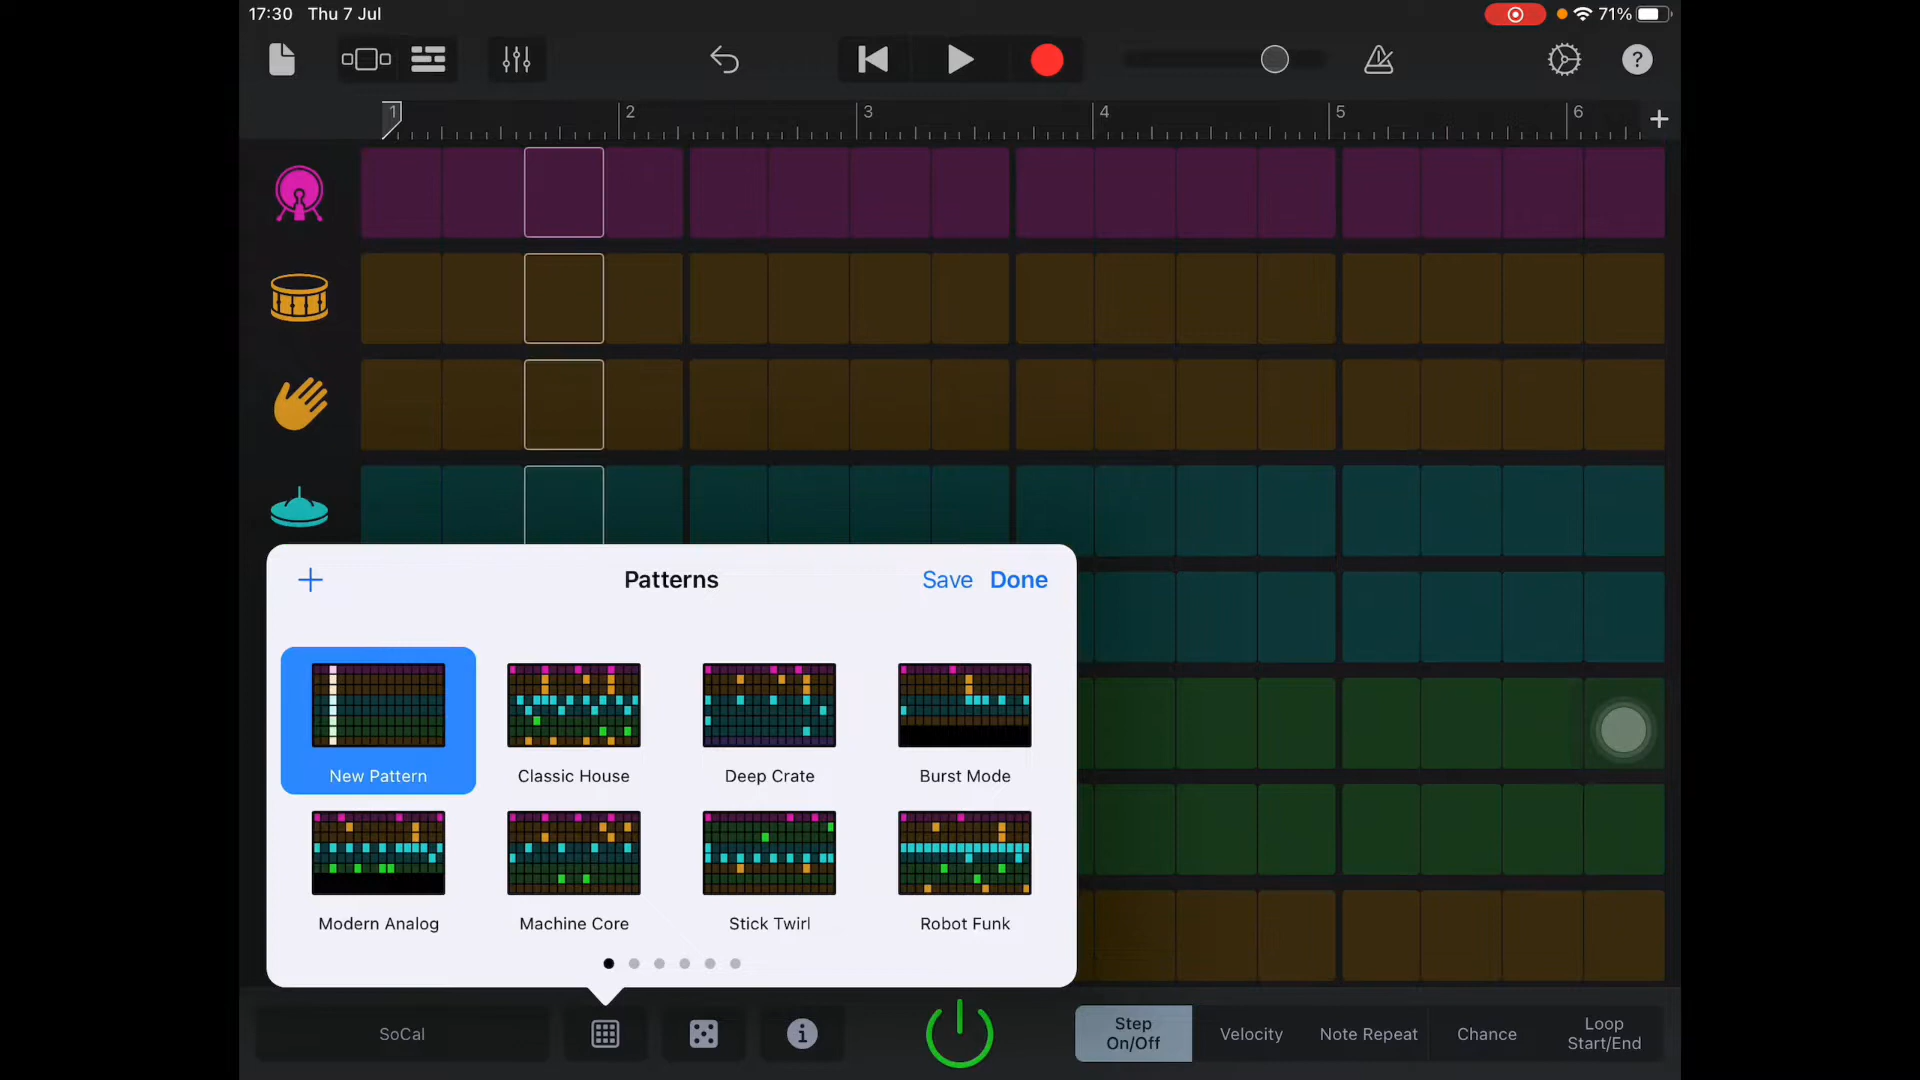 17:30 Thu 7 Jul
71%
?
1 2 3 4 5 6 +
+ Patterns Save Done
New Pattern Classic House Deep Crate Burst Mode
Modern Analog Machine Core Stick Twirl Robot Funk
SoCal
Step
On/Off
Velocity
Note Repeat
Chance
Loop
Start/End